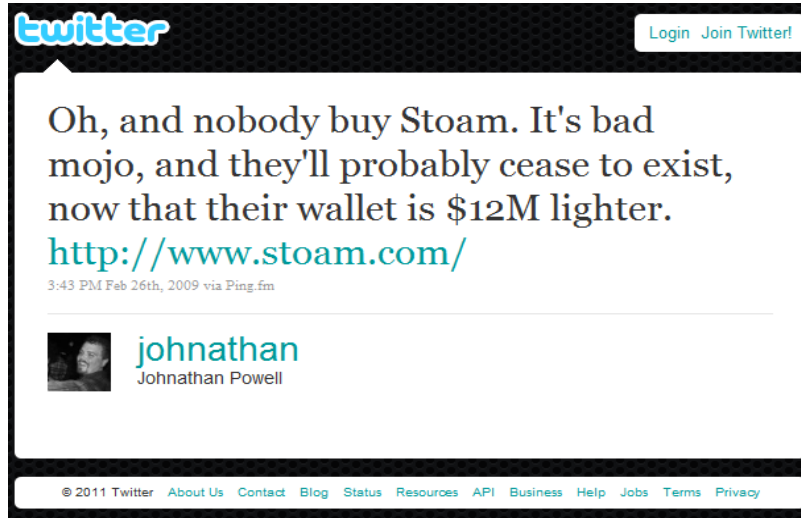 twitter
Login Join Twitter!
Oh, and nobody buy Stoam. It's bad
mojo, and they'll probably cease to exist,
now that their wallet is $12M lighter.
http://www.stoam.com/
3:43 PM Feb 26th, 2009 via Ping.fm
johnathan
Johnathan Powell
© 2011 Twitter About Us Contact Blog Status Resources API Business Help Jobs Terms Privacy